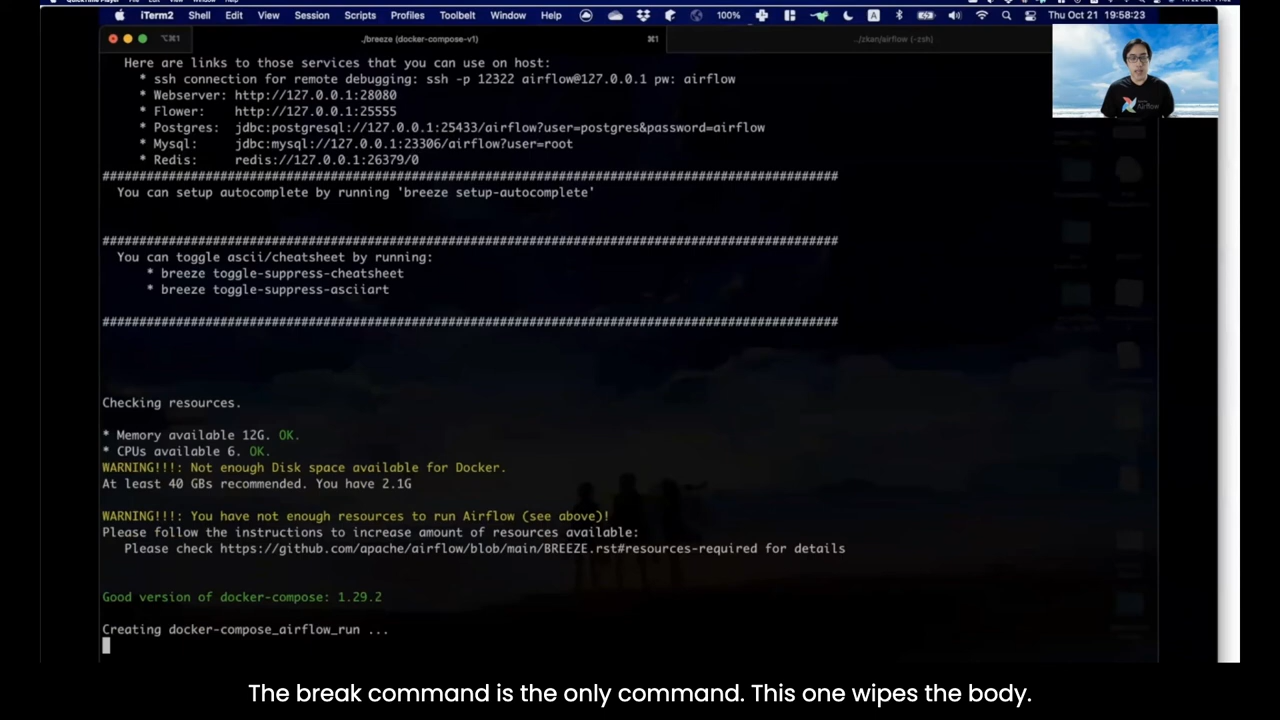 iTerm2 Shell Edit View Session Scripts Profiles Toolbelt Window Help 100% A Thu Oct 21 19:58:23
⌥⌘1 ./breeze (docker-compose-v1) ⌘1 ../zkan/airflow (-zsh)
Here are links to those services that you can use on host:
* ssh connection for remote debugging: ssh -p 12322 airflow@127.0.0.1 pw: airflow
* Webserver: http://127.0.0.1:28080
* Flower: http://127.0.0.1:25555
* Postgres: jdbc:postgresql://127.0.0.1:25433/airflow?user=postgres&password=airflow
* Mysql: jdbc:mysql://127.0.0.1:23306/airflow?user=root
* Redis: redis://127.0.0.1:26379/0
####################################################################################################
You can setup autocomplete by running 'breeze setup-autocomplete'
####################################################################################################
You can toggle ascii/cheatsheet by running:
* breeze toggle-suppress-cheatsheet
* breeze toggle-suppress-asciiart
####################################################################################################
Checking resources.
* Memory available 12G. OK.
* CPUs available 6. OK.
WARNING!!!: Not enough Disk space available for Docker.
At least 40 GBs recommended. You have 2.1G
WARNING!!!: You have not enough resources to run Airflow (see above)!
Please follow the instructions to increase amount of resources available:
Please check https://github.com/apache/airflow/blob/main/BREEZE.rst#resources-required for details
Good version of docker-compose: 1.29.2
Creating docker-compose_airflow_run ...
Airflow
The break command is the only command. This one wipes the body.